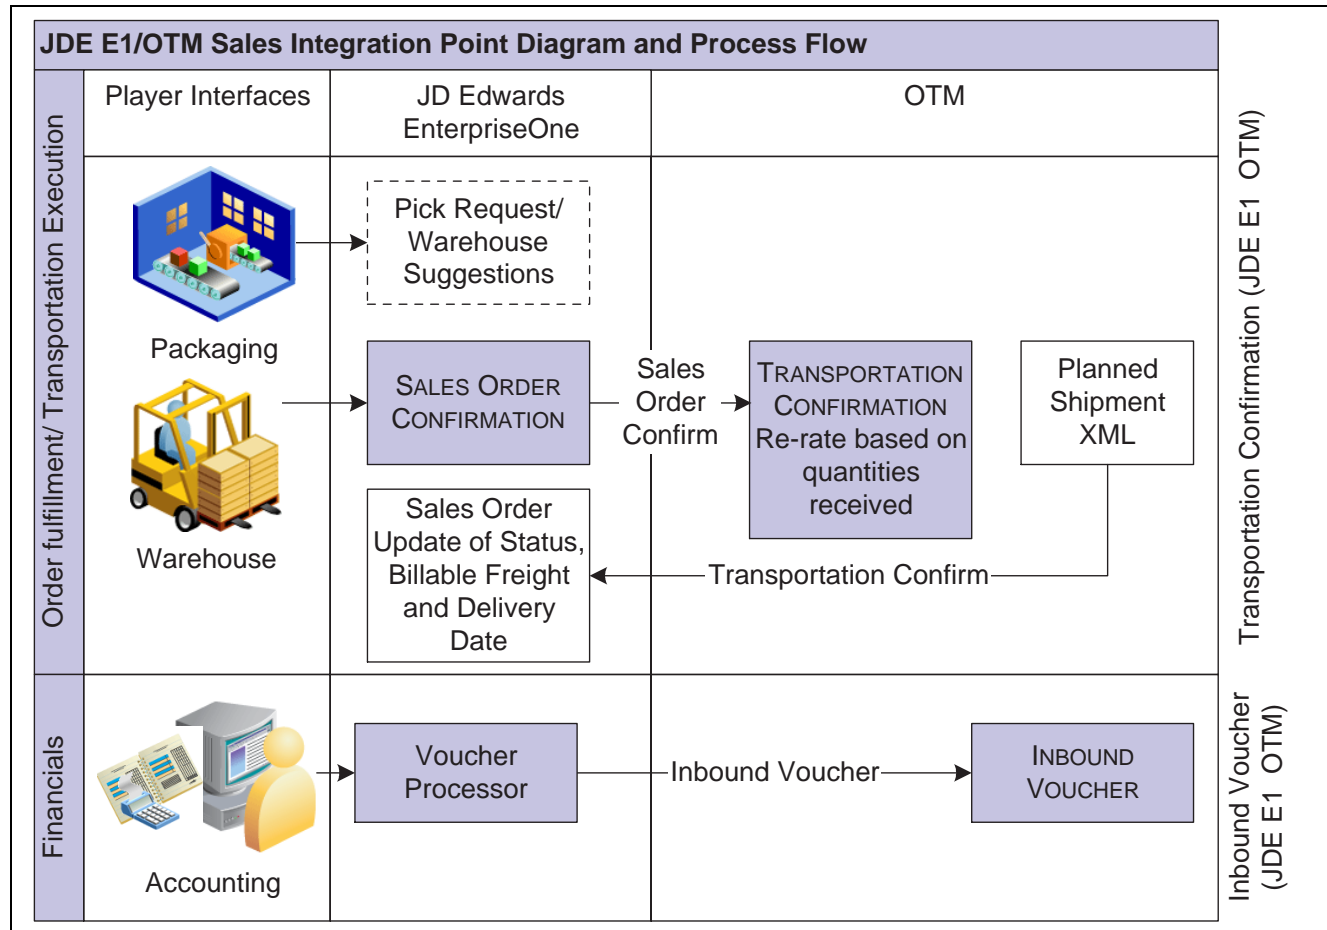 JDE E1/OTM Sales Integration Point Diagram and Process Flow
Player Interfaces
JD Edwards
EnterpriseOne
OTM
Order fulfillment/ Transportation Execution
Packaging
Pick Request/
Warehouse
Suggestions
Warehouse
SALES ORDER
CONFIRMATION
Sales
Order
Confirm
TRANSPORTATION
CONFIRMATION
Re-rate based on
quantities
received
Planned
Shipment
XML
Sales Order
Update of Status,
Billable Freight
and Delivery
Date
Transportation Confirm
Transportation Confirmation (JDE E1 OTM)
Financials
Accounting
Voucher
Processor
Inbound Voucher
INBOUND
VOUCHER
Inbound Voucher
(JDE E1 OTM)